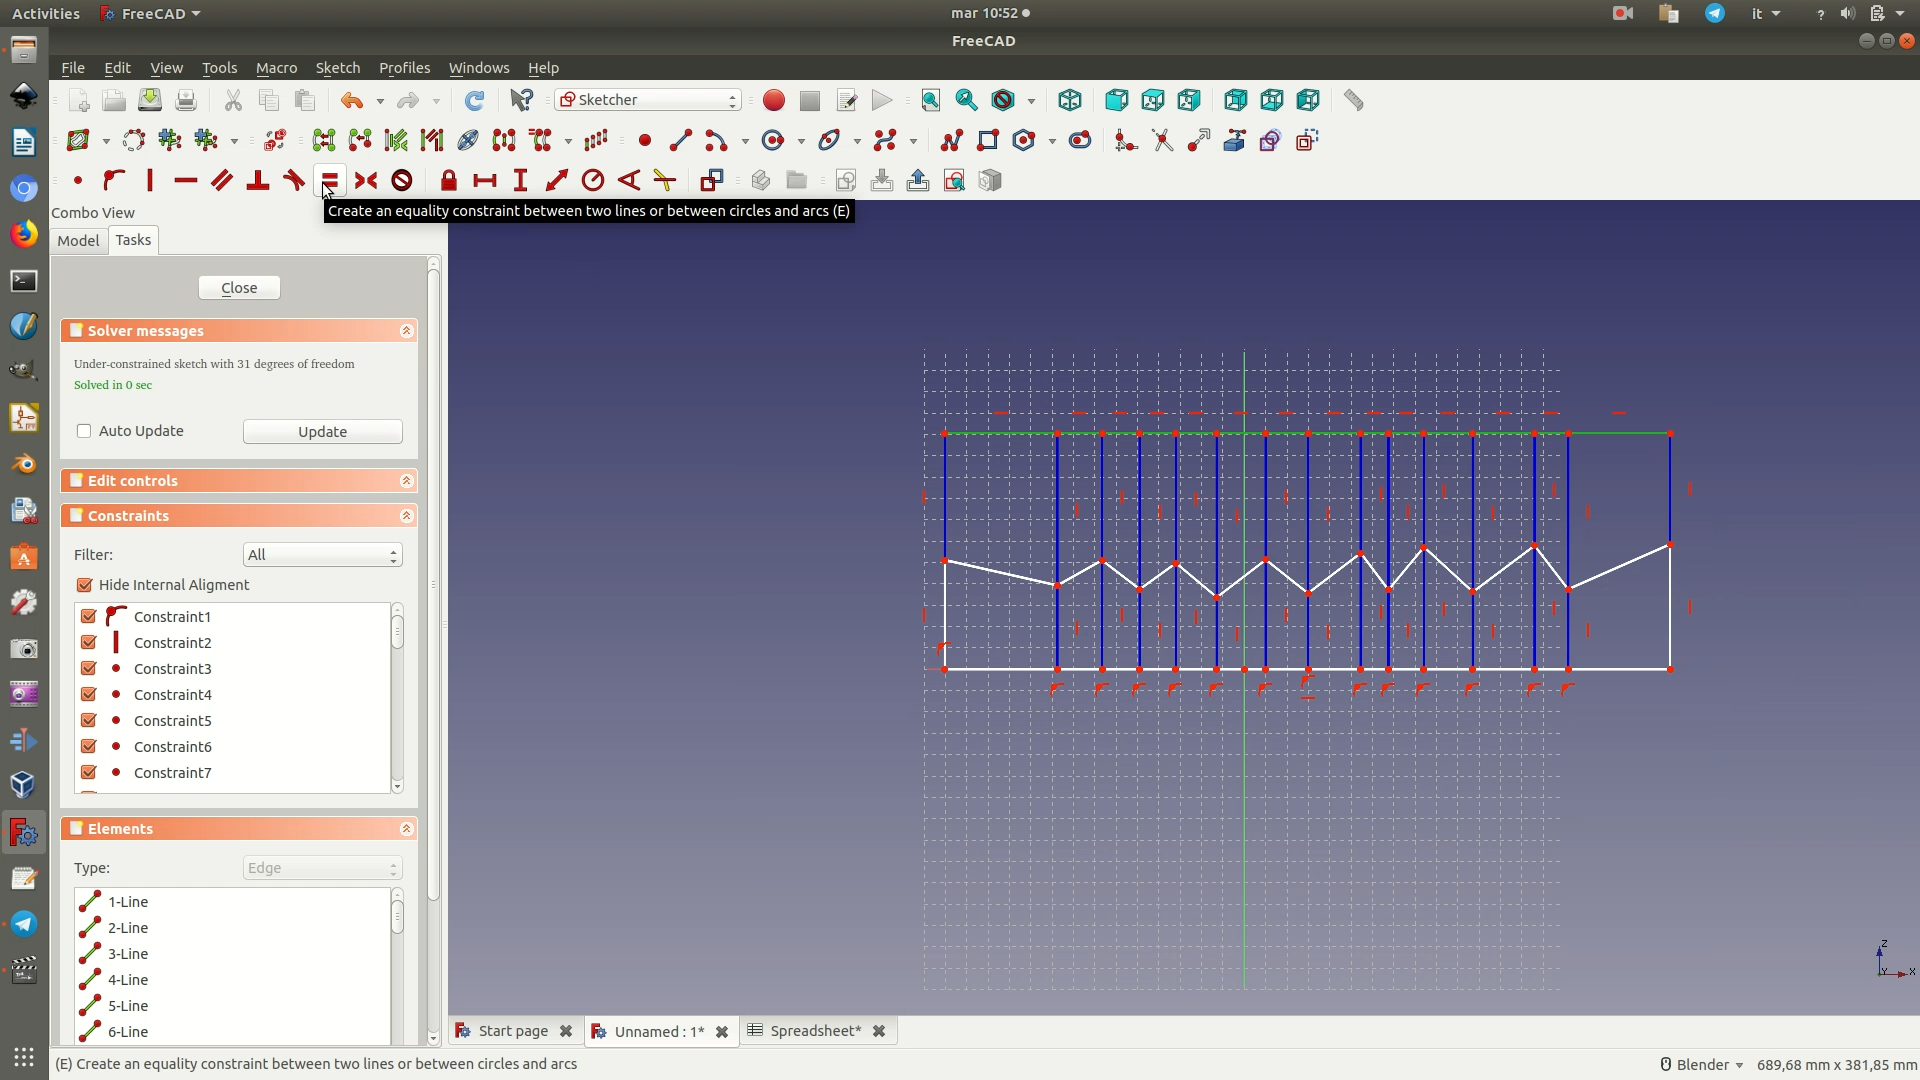 Activities FreeCAD mar 10:52 it ?
FreeCAD
File Edit View Tools Macro Sketch Profiles Windows Help
Sketcher
Create an equality constraint between two lines or between circles and arcs (E)
Combo View
Model Tasks
Close
Solver messages
Under-constrained sketch with 31 degrees of freedom
Solved in 0 sec
Auto Update Update
Edit controls
Constraints
Filter: All
Hide Internal Aligment
Constraint1
Constraint2
Constraint3
Constraint4
Constraint5
Constraint6
Constraint7
Elements
Type: Edge
1-Line
2-Line
3-Line
4-Line
5-Line
6-Line
Z
Y X
Start page Unnamed : 1* Spreadsheet*
(E) Create an equality constraint between two lines or between circles and arcs Blender 689,68 mm x 381,85 mm